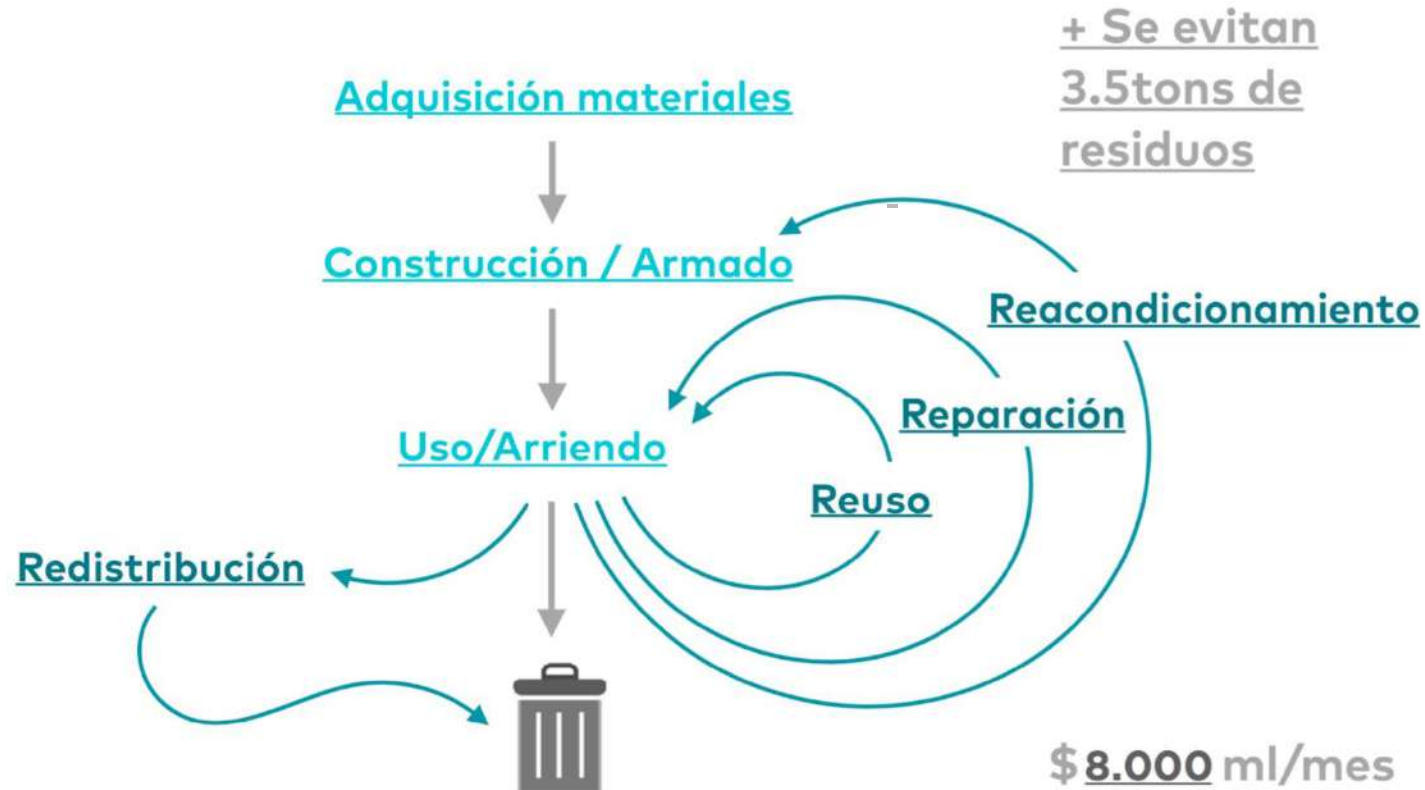 + Se evitan
3.5tons de
residuos
Adquisición materiales
Construcción / Armado
Reacondicionamiento
Reparación
Uso/Arriendo
Reuso
Redistribución
$8.000 ml/mes